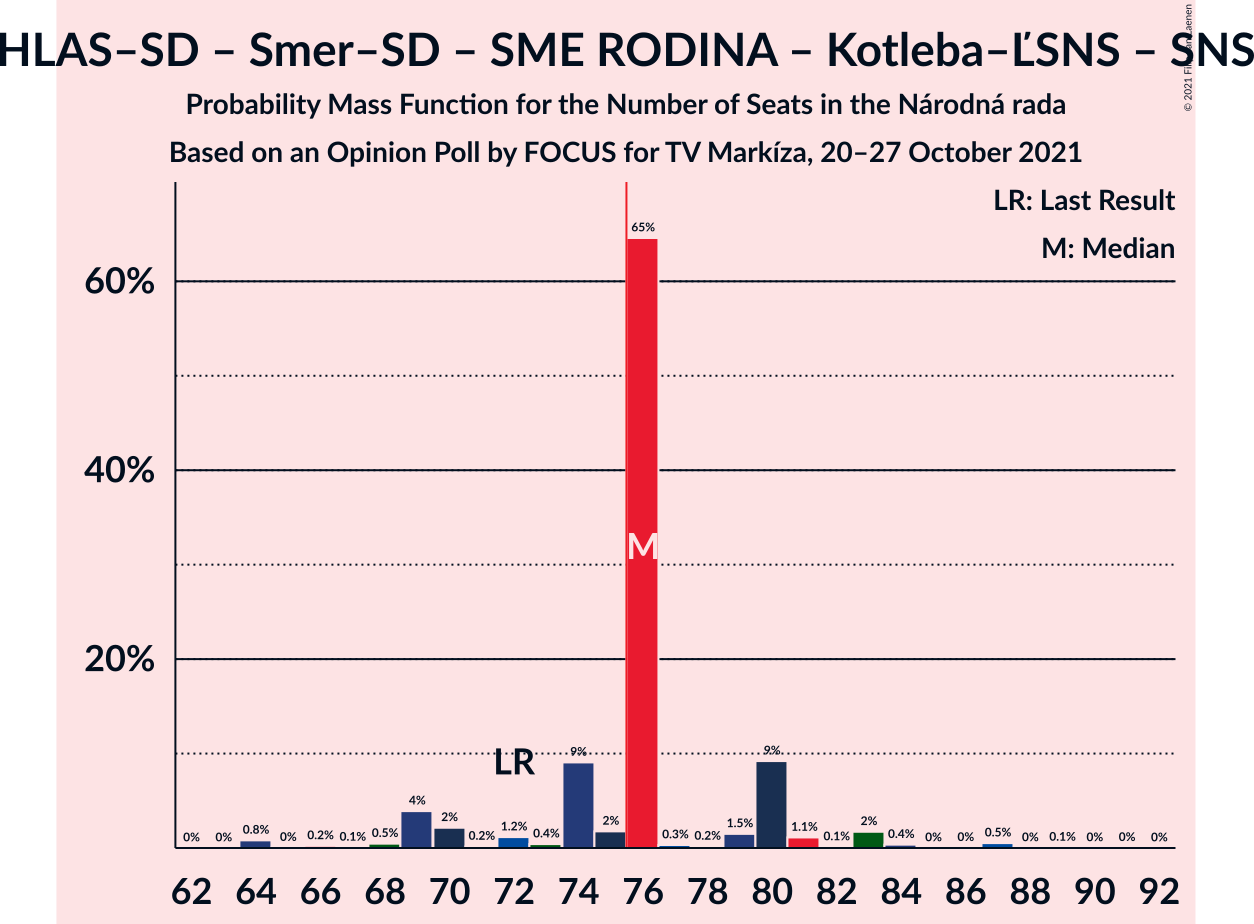 HLAS–SD – Smer–SD – SME RODINA – Kotleba–ĽSNS – SNS
Probability Mass Function for the Number of Seats in the Národná rada
Based on an Opinion Poll by FOCUS for TV Markíza, 20–27 October 2021
LR: Last Result
M: Median
60%
40%
20%
0% 0% 0.8% 0% 0.2% 0.1% 0.5% 4% 2% 0.2% 1.2% 0.4% 9% 2% 65% 0.3% 0.2% 1.5% 9% 1.1% 0.1% 2% 0.4% 0% 0% 0.5% 0% 0.1% 0% 0% 0%
LR
M
62 64 66 68 70 72 74 76 78 80 82 84 86 88 90 92
© 2021